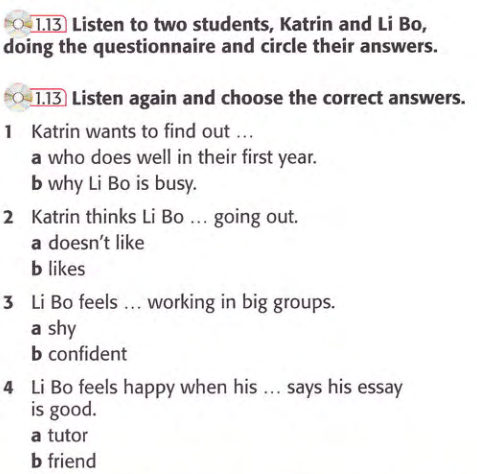 1.13 Listen to two students, Katrin and Li Bo,
doing the questionnaire and circle their answers.
1.13 Listen again and choose the correct answers.
1 Katrin wants to find out …
a who does well in their first year.
b why Li Bo is busy.
2 Katrin thinks Li Bo … going out.
a doesn't like
b likes
3 Li Bo feels … working in big groups.
a shy
b confident
4 Li Bo feels happy when his … says his essay
is good.
a tutor
b friend